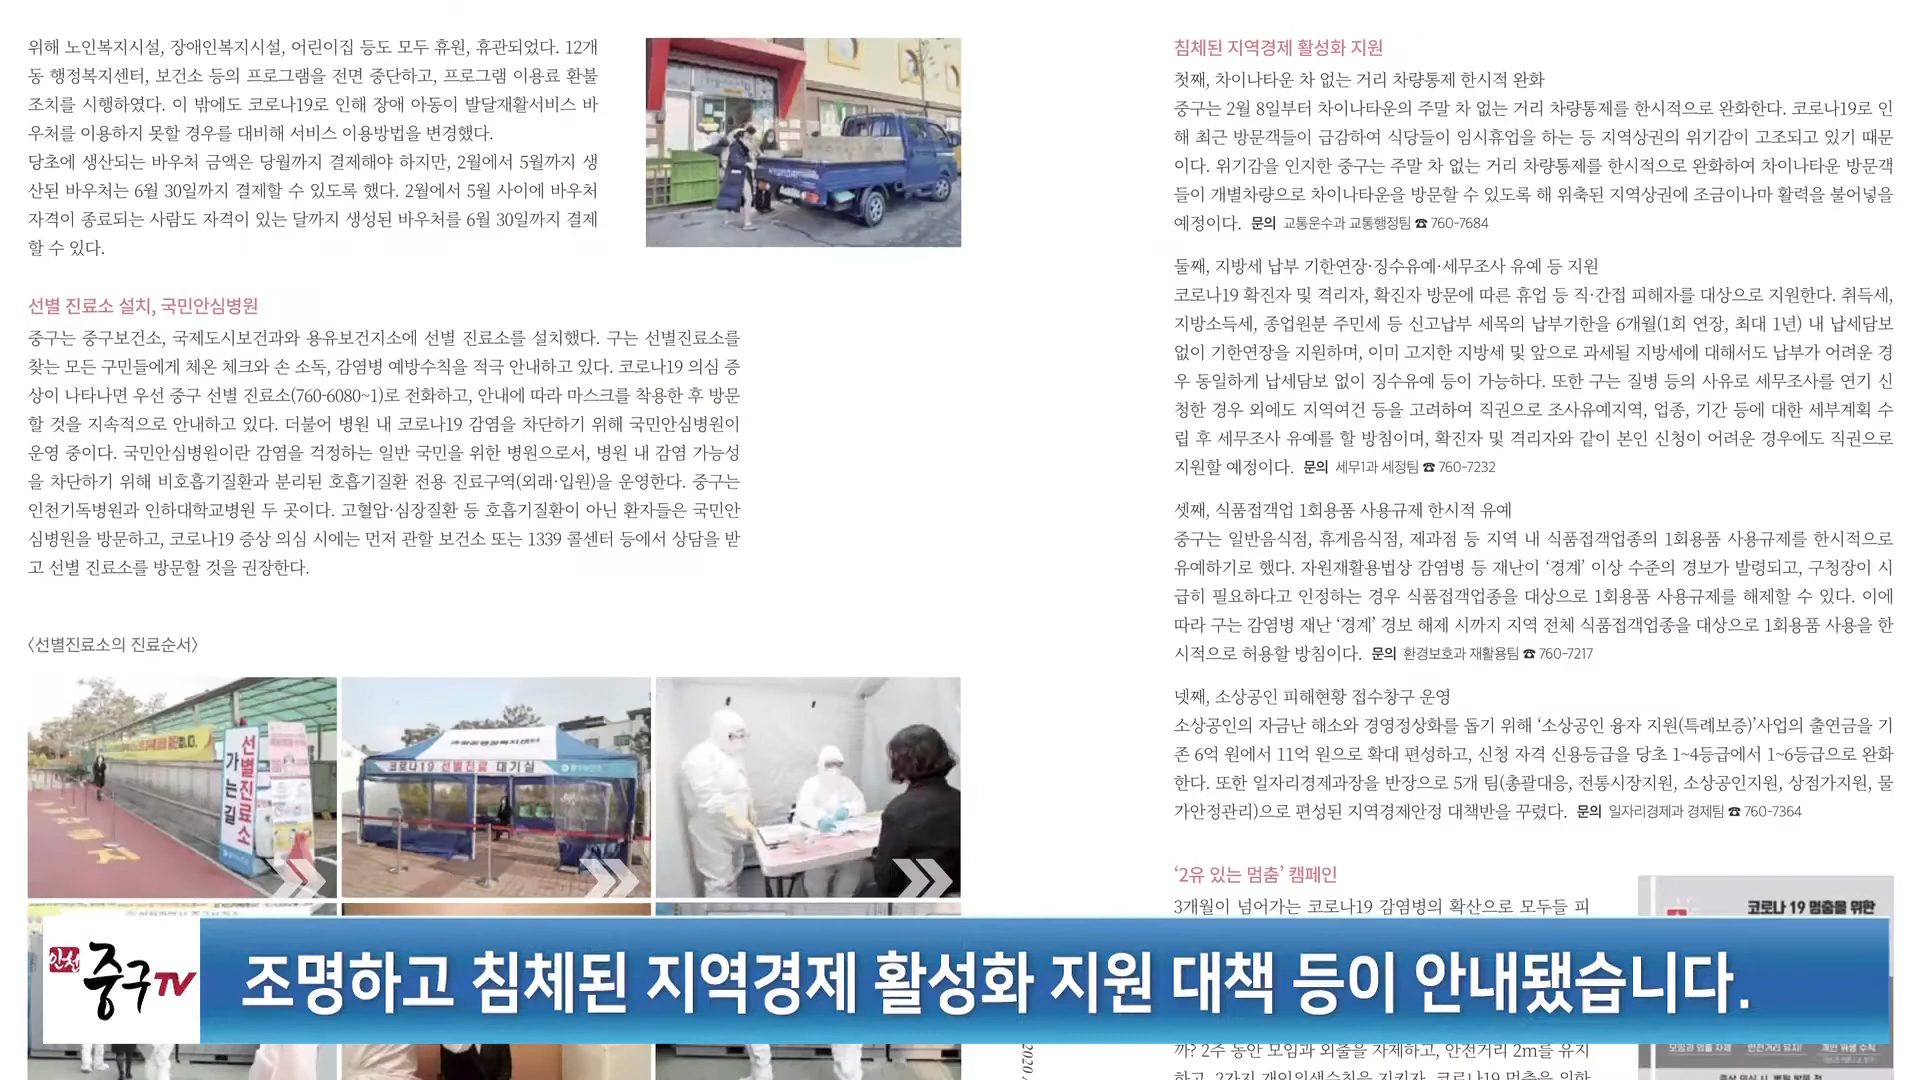 위해 노인복지시설, 장애인복지시설, 어린이집 등도 모두 휴원, 휴관되었다. 12개
동 행정복지센터, 보건소 등의 프로그램을 전면 중단하고, 프로그램 이용료 환불
조치를 시행하였다. 이 밖에도 코로나19로 인해 장애 아동이 발달재활서비스 바
우처를 이용하지 못할 경우를 대비해 서비스 이용방법을 변경했다.
당초에 생산되는 바우처 금액은 당월까지 결제해야 하지만, 2월에서 5월까지 생
산된 바우처는 6월 30일까지 결제할 수 있도록 했다. 2월에서 5월 사이에 바우처
자격이 종료되는 사람도 자격이 있는 달까지 생성된 바우처를 6월 30일까지 결제
할 수 있다.
선별 진료소 설치, 국민안심병원
중구는 중구보건소, 국제도시보건과와 용유보건지소에 선별 진료소를 설치했다. 구는 선별진료소를
찾는 모든 구민들에게 체온 체크와 손 소독, 감염병 예방수칙을 적극 안내하고 있다. 코로나19 의심 증
상이 나타나면 우선 중구 선별 진료소(760-6080~1)로 전화하고, 안내에 따라 마스크를 착용한 후 방문
할 것을 지속적으로 안내하고 있다. 더불어 병원 내 코로나19 감염을 차단하기 위해 국민안심병원이
운영 중이다. 국민안심병원이란 감염을 걱정하는 일반 국민을 위한 병원으로서, 병원 내 감염 가능성
을 차단하기 위해 비호흡기질환과 분리된 호흡기질환 전용 진료구역(외래·입원)을 운영한다. 중구는
인천기독병원과 인하대학교병원 두 곳이다. 고혈압·심장질환 등 호흡기질환이 아닌 환자들은 국민안
심병원을 방문하고, 코로나19 증상 의심 시에는 먼저 관할 보건소 또는 1339 콜센터 등에서 상담을 받
고 선별 진료소를 방문할 것을 권장한다.
〈선별진료소의 진료순서〉
선별진료소
가는길
코로나19 선별진료 대기실
침체된 지역경제 활성화 지원
첫째, 차이나타운 차 없는 거리 차량통제 한시적 완화
중구는 2월 8일부터 차이나타운의 주말 차 없는 거리 차량통제를 한시적으로 완화한다. 코로나19로 인
해 최근 방문객들이 급감하여 식당들이 임시휴업을 하는 등 지역상권의 위기감이 고조되고 있기 때문
이다. 위기감을 인지한 중구는 주말 차 없는 거리 차량통제를 한시적으로 완화하여 차이나타운 방문객
들이 개별차량으로 차이나타운을 방문할 수 있도록 해 위축된 지역상권에 조금이나마 활력을 불어넣을
예정이다. 문의 교통운수과 교통행정팀 ☎ 760-7684
둘째, 지방세 납부 기한연장·징수유예·세무조사 유예 등 지원
코로나19 확진자 및 격리자, 확진자 방문에 따른 휴업 등 직·간접 피해자를 대상으로 지원한다. 취득세,
지방소득세, 종업원분 주민세 등 신고납부 세목의 납부기한을 6개월(1회 연장, 최대 1년) 내 납세담보
없이 기한연장을 지원하며, 이미 고지한 지방세 및 앞으로 과세될 지방세에 대해서도 납부가 어려운 경
우 동일하게 납세담보 없이 징수유예 등이 가능하다. 또한 구는 질병 등의 사유로 세무조사를 연기 신
청한 경우 외에도 지역여건 등을 고려하여 직권으로 조사유예지역, 업종, 기간 등에 대한 세부계획 수
립 후 세무조사 유예를 할 방침이며, 확진자 및 격리자와 같이 본인 신청이 어려운 경우에도 직권으로
지원할 예정이다. 문의 세무1과 세정팀 ☎ 760-7232
셋째, 식품접객업 1회용품 사용규제 한시적 유예
중구는 일반음식점, 휴게음식점, 제과점 등 지역 내 식품접객업종의 1회용품 사용규제를 한시적으로
유예하기로 했다. 자원재활용법상 감염병 등 재난이 ‘경계’ 이상 수준의 경보가 발령되고, 구청장이 시
급히 필요하다고 인정하는 경우 식품접객업종을 대상으로 1회용품 사용규제를 해제할 수 있다. 이에
따라 구는 감염병 재난 ‘경계’ 경보 해제 시까지 지역 전체 식품접객업종을 대상으로 1회용품 사용을 한
시적으로 허용할 방침이다. 문의 환경보호과 재활용팀 ☎ 760-7217
넷째, 소상공인 피해현황 접수창구 운영
소상공인의 자금난 해소와 경영정상화를 돕기 위해 ‘소상공인 융자 지원(특례보증)’사업의 출연금을 기
존 6억 원에서 11억 원으로 확대 편성하고, 신청 자격 신용등급을 당초 1~4등급에서 1~6등급으로 완화
한다. 또한 일자리경제과장을 반장으로 5개 팀(총괄대응, 전통시장지원, 소상공인지원, 상점가지원, 물
가안정관리)으로 편성된 지역경제안정 대책반을 꾸렸다. 문의 일자리경제과 경제팀 ☎ 760-7364
‘2유 있는 멈춤’ 캠페인
3개월이 넘어가는 코로나19 감염병의 확산으로 모두들 피
코로나 19 멈춤을 위한
인천 중구TV
조명하고 침체된 지역경제 활성화 지원 대책 등이 안내됐습니다.
까? 2주 동안 모임과 외출을 자제하고, 안전거리 2m를 유지
하고, 2가지 개인위생수칙을 지키자. 코로나19 멈춤을 위한
모임과 외출 자제 안전거리 유지! 개인 위생 수칙
2020